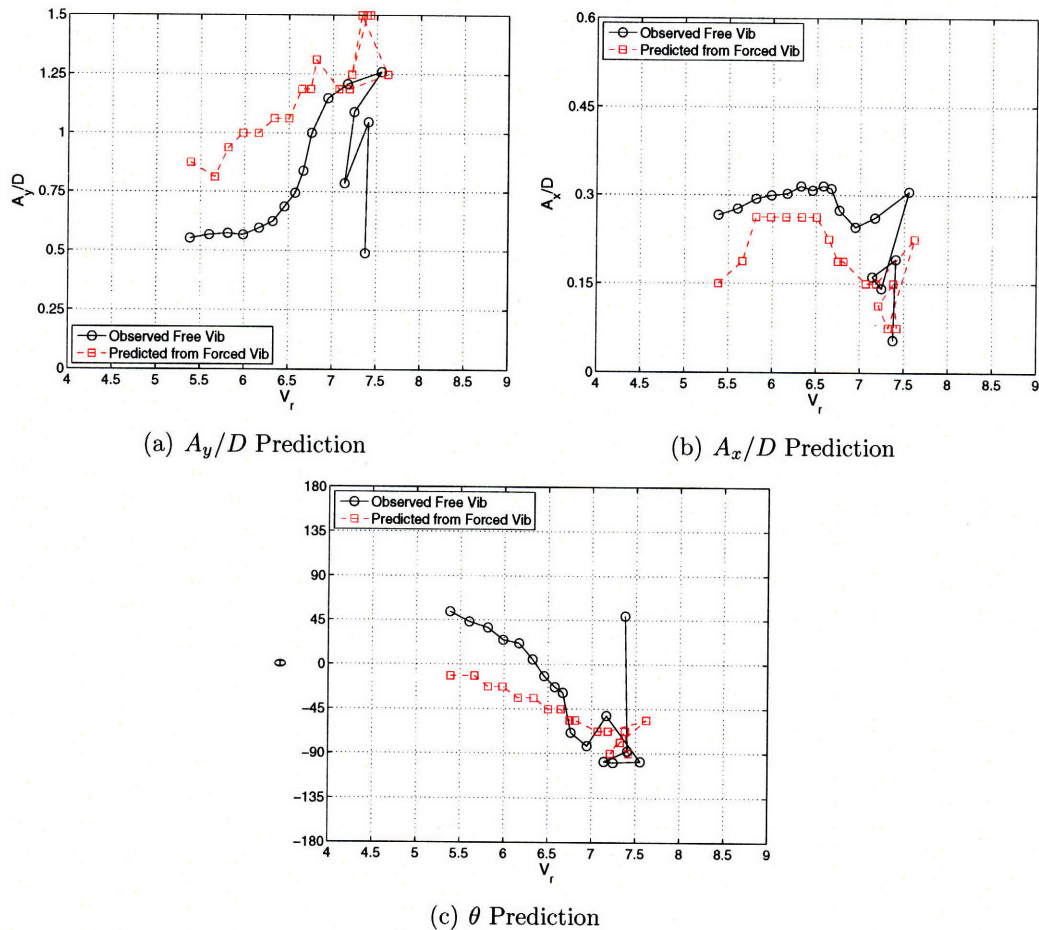 1.5
1.25
1
0.75
0.5
0.25
0
A_y/D
Observed Free Vib
Predicted from Forced Vib
4 4.5 5 5.5 6 6.5 7 7.5 8 8.5 9
V_r
(a) A_y/D Prediction
0.6
0.45
0.3
0.15
0
A_x/D
Observed Free Vib
Predicted from Forced Vib
4 4.5 5 5.5 6 6.5 7 7.5 8 8.5 9
V_r
(b) A_x/D Prediction
180
135
90
45
0
−45
−90
−135
−180
θ
Observed Free Vib
Predicted from Forced Vib
4 4.5 5 5.5 6 6.5 7 7.5 8 8.5 9
V_r
(c) θ Prediction